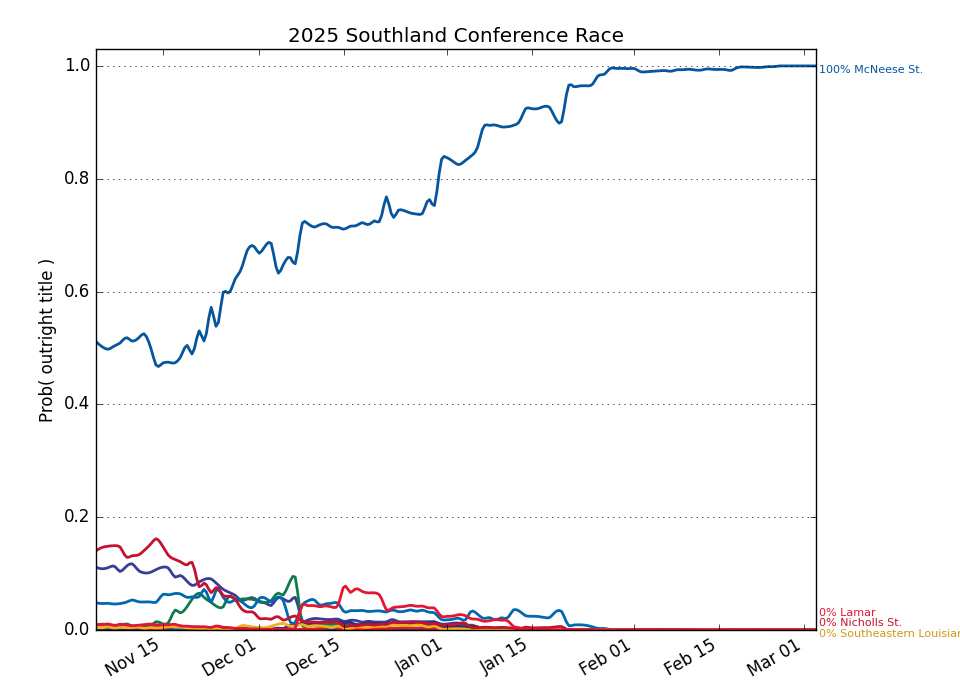 2025 Southland Conference Race
Prob( outright title )
1.0
0.8
0.6
0.4
0.2
0.0
Nov 15
Dec 01
Dec 15
Jan 01
Jan 15
Feb 01
Feb 15
Mar 01
100% McNeese St.
0% Lamar
0% Nicholls St.
0% Southeastern Louisian